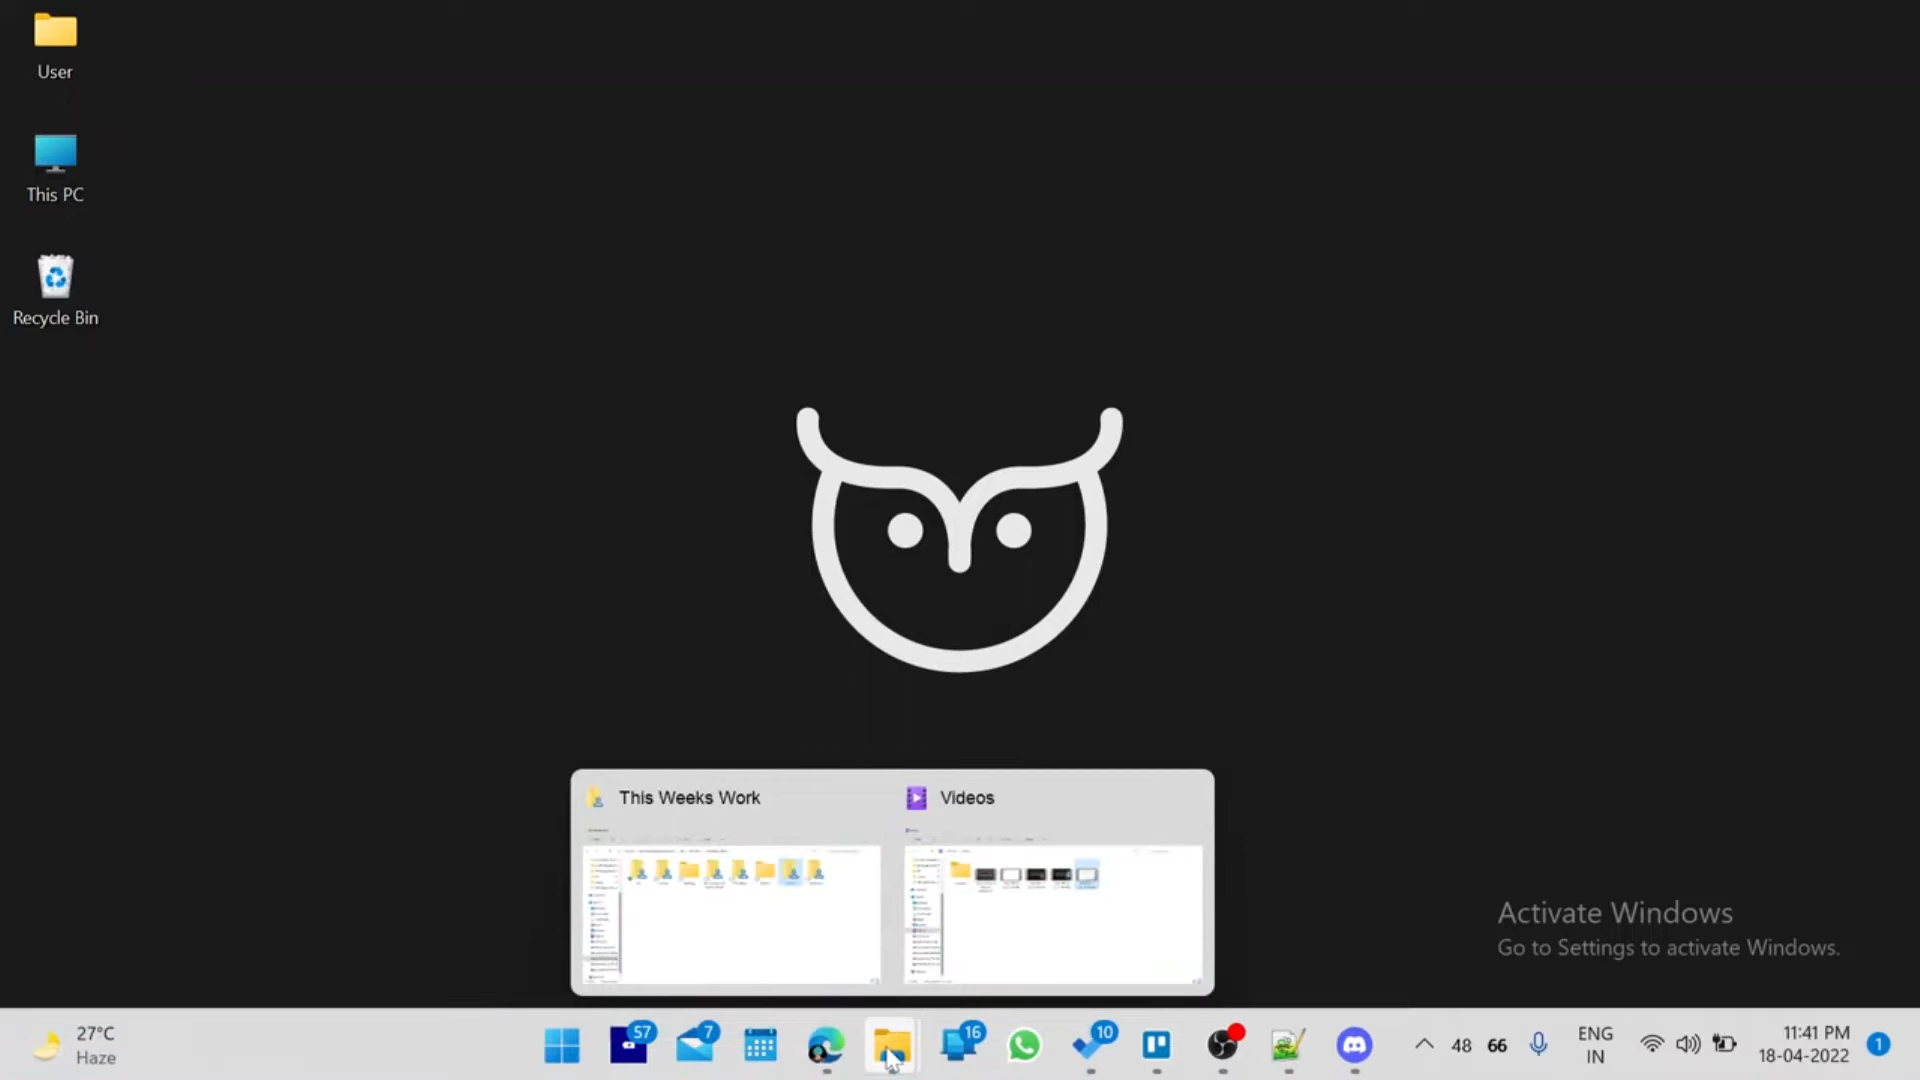 User
This PC
Recycle Bin
This Weeks Work
Videos
Activate Windows
Go to Settings to activate Windows.
27°C
Haze
57
7
16
10
48
66
ENG
IN
11:41 PM
18-04-2022
1